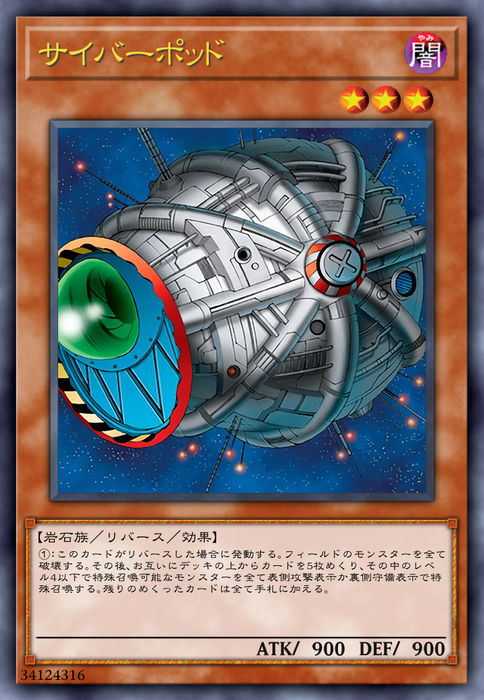 サイバーポッド
やみ
闇
【岩石族／リバース／効果】
①:このカードがリバースした場合に発動する。フィールドのモンスターを全て
破壊する。その後、お互いにデッキの上からカードを5枚めくり、その中のレベ
ル4以下で特殊召喚可能なモンスターを全て表側攻撃表示か裏側守備表示で特
殊召喚する。残りのめくったカードは全て手札に加える。
ATK/ 900 DEF/ 900
34124316